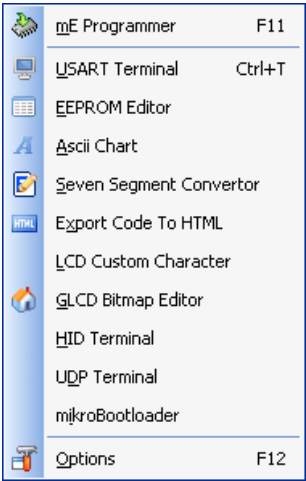 mE Programmer F11
USART Terminal Ctrl+T
EEPROM Editor
Ascii Chart
Seven Segment Convertor
HTML Export Code To HTML
LCD Custom Character
GLCD Bitmap Editor
HID Terminal
UDP Terminal
mikroBootloader
Options F12